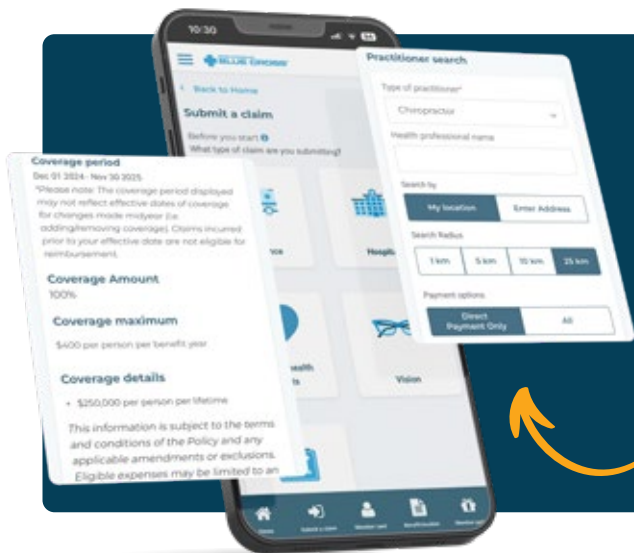 10:30
BLUE CROSS
Back to Home
Submit a claim
Before you start
What type of claim are you submitting?
Vision
Home
Submit a claim
Coverage period
Dec 01 2024 - Nov 30 2025
*Please note: The coverage period displayed
may not reflect effective dates of coverage
for changes made midyear (i.e
adding/removing coverage). Claims incurred
prior to your effective date are not eligible for
reimbursement.
Coverage Amount
100%
Coverage maximum
$400 per person per benefit year
Coverage details
• $250,000 per person per lifetime
This information is subject to the terms
and conditions of the Policy and any
applicable amendments or exclusions.
Eligible expenses may be limited to an
Practitioner search
Type of practitioner*
Chiropractor
Health professional name
Search by
My location Enter Address
Search Radius
1 km 5 km 10 km 25 km
Payment options
Direct
Payment Only All